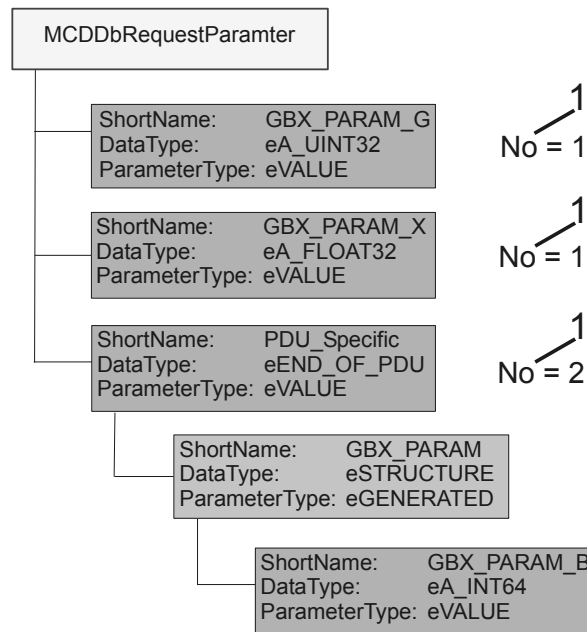 MCDDbRequestParamter
ShortName: GBX_PARAM_G
DataType: eA_UINT32
ParameterType: eVALUE
1
No = 1
ShortName: GBX_PARAM_X
DataType: eA_FLOAT32
ParameterType: eVALUE
1
No = 1
ShortName: PDU_Specific
DataType: eEND_OF_PDU
ParameterType: eVALUE
1
No = 2
ShortName: GBX_PARAM
DataType: eSTRUCTURE
ParameterType: eGENERATED
ShortName: GBX_PARAM_B
DataType: eA_INT64
ParameterType: eVALUE